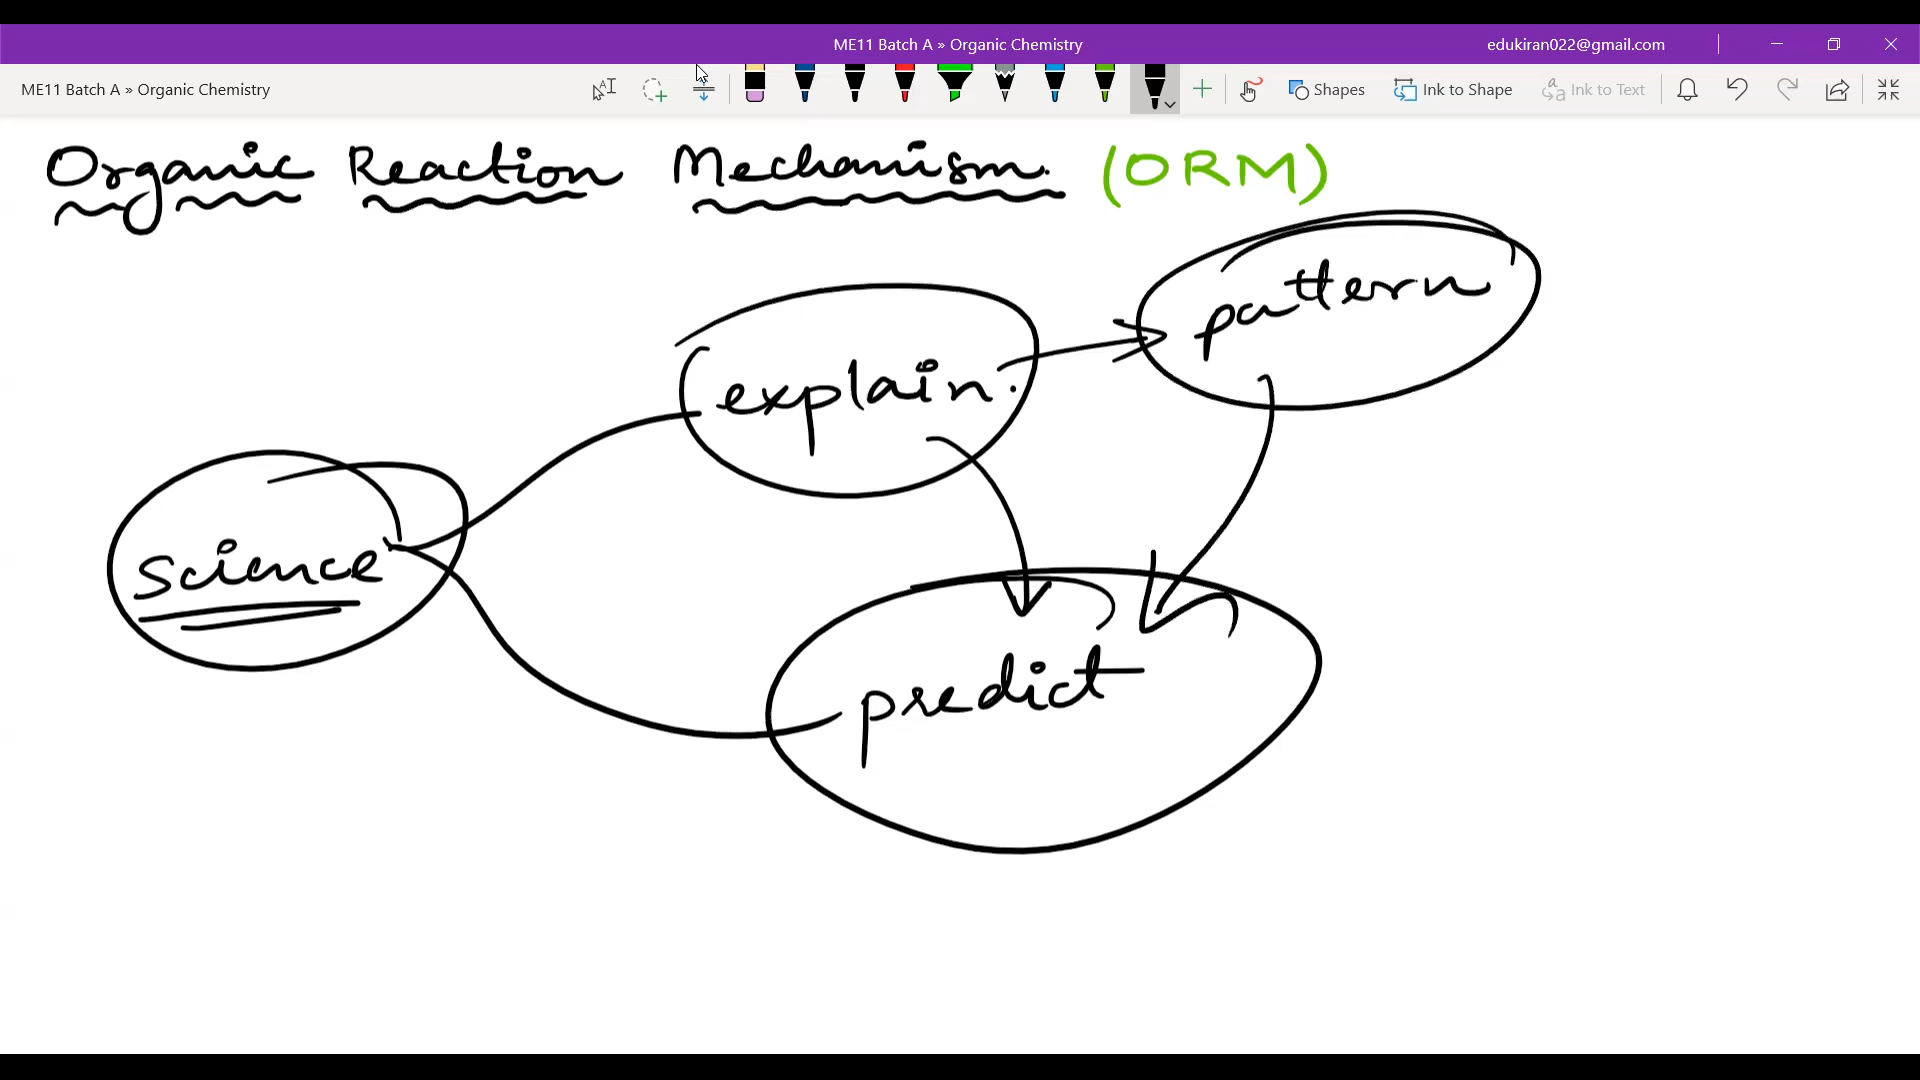 ME11 Batch A » Organic Chemistry
edukiran022@gmail.com
ME11 Batch A » Organic Chemistry
Shapes
Ink to Shape
Ink to Text
Organic Reaction Mechanism. (ORM)
pattern
explain.
science
predict